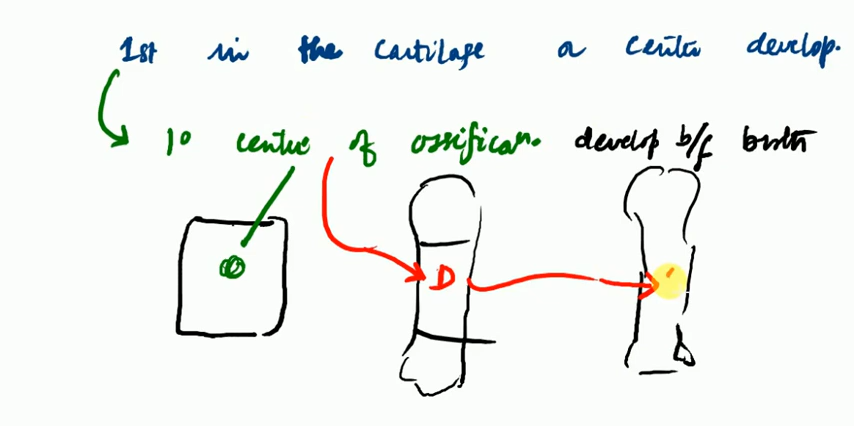 1st in the cartilage a centre develop.
1° centre of ossifican. develop b/f birth
D